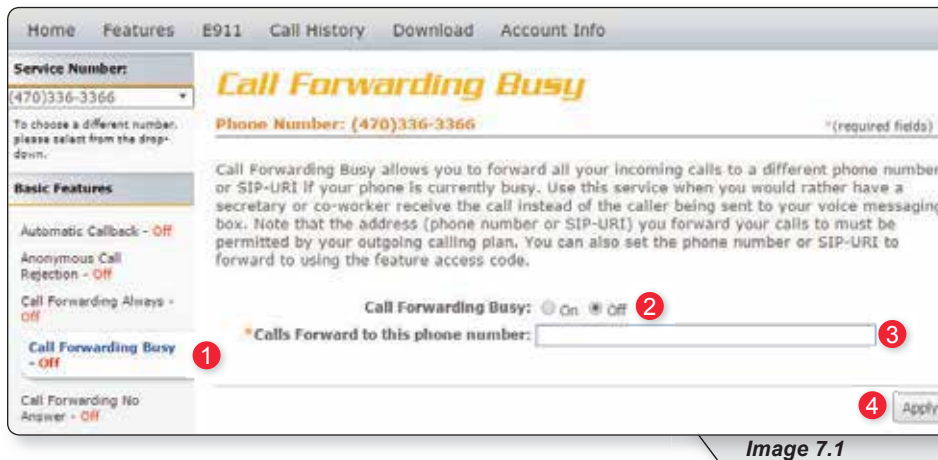 Home Features E911 Call History Download Account Info
Service Number:
(470)336-3366
To choose a different number,
please select from the drop-
down.
Basic Features
Automatic Callback - Off
Anonymous Call
Rejection - Off
Call Forwarding Always -
Off
Call Forwarding Busy
- Off
1
Call Forwarding No
Answer - Off
Call Forwarding Busy
Phone Number: (470)336-3366 *(required fields)
Call Forwarding Busy allows you to forward all your incoming calls to a different phone number
or SIP-URI if your phone is currently busy. Use this service when you would rather have a
secretary or co-worker receive the call instead of the caller being sent to your voice messaging
box. Note that the address (phone number or SIP-URI) you forward your calls to must be
permitted by your outgoing calling plan. You can also set the phone number or SIP-URI to
forward to using the feature access code.
Call Forwarding Busy: On Off 2
*Calls Forward to this phone number: 3
4 Apply
Image 7.1